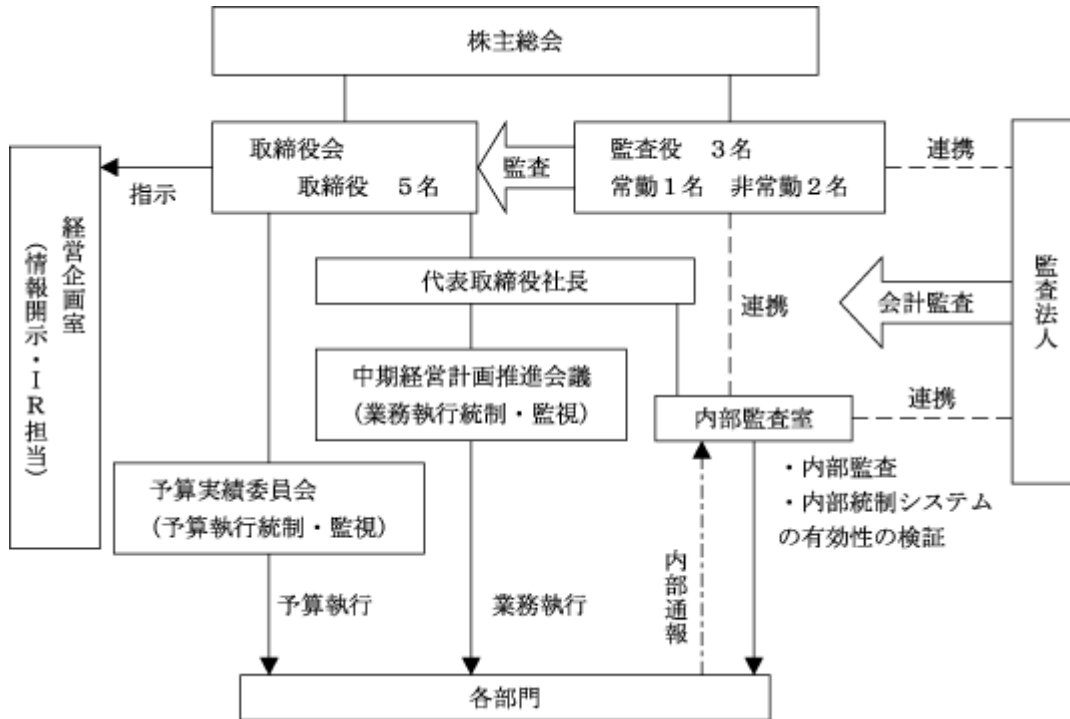 株主総会
取締役会
取締役　５名
監査
監査役　３名
常勤１名　非常勤２名
連携
指示
経営企画室
（情報開示・ＩＲ担当）
代表取締役社長
連携
会計監査
監査法人
中期経営計画推進会議
（業務執行統制・監視）
内部監査室
連携
・内部監査
・内部統制システム
の有効性の検証
予算実績委員会
（予算執行統制・監視）
予算執行
業務執行
内部通報
各部門